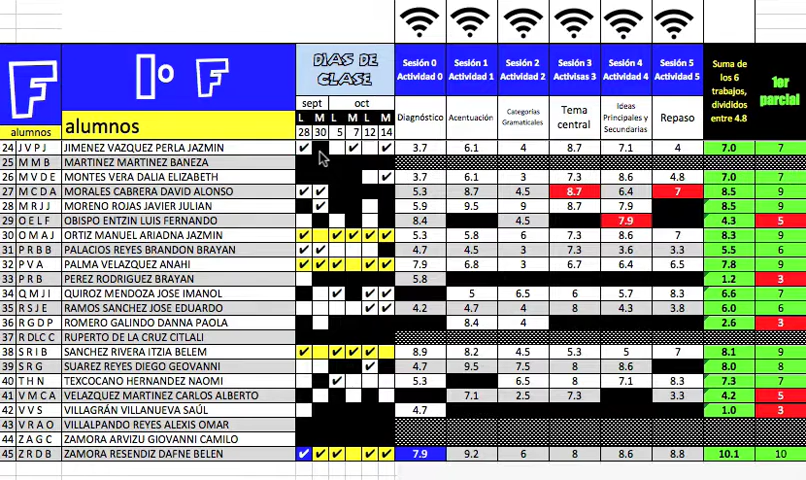 F
Iº F
DIAS DE CLASE
Sesión 0 Actividad 0
Sesión 1 Actividad 1
Sesión 2 Actividad 2
Sesión 3 Activisas 3
Sesión 4 Actividad 4
Sesión 5 Actividad 5
Suma de los 6 trabajos, divididos entre 4.8
1er parcial
sept oct
alumnos alumnos L M L M L M Diagnóstico Acentuación Categorías Gramaticales Tema central Ideas Principales y Secundarias Repaso
28 30 5 7 12 14
24 J V P J JIMENEZ VAZQUEZ PERLA JAZMIN ✔ ✔ ✔ 3.7 6.1 4 8.7 7.1 4 7.0 7
25 M M B MARTINEZ MARTINEZ BANEZA
26 M V D E MONTES VERA DALIA ELIZABETH ✔ 3.7 6.1 3 7.3 8.6 4.8 7.0 7
27 M C D A MORALES CABRERA DAVID ALONSO ✔ ✔ 5.3 8.7 4.5 8.7 6.4 7 8.5 9
28 M R J J MORENO ROJAS JAVIER JULIAN ✔ 5.9 9.5 9 8.7 7.9 8.5 9
29 O E L F OBISPO ENTZIN LUIS FERNANDO 8.4 4.5 7.9 4.3 5
30 O M A J ORTIZ MANUEL ARIADNA JAZMIN ✔ ✔ ✔ ✔ ✔ 5.3 5.8 6 7.3 8.6 7 8.3 9
31 P R B B PALACIOS REYES BRANDON BRAYAN ✔ ✔ 4.7 4.5 3 7.3 3.6 3.3 5.5 6
32 P V A PALMA VELAZQUEZ ANAHI ✔ ✔ ✔ ✔ ✔ 7.9 6.8 3 6.7 6.4 6.5 7.8 9
33 P R B PEREZ RODRIGUEZ BRAYAN 5.8 1.2 3
34 Q M J I QUIROZ MENDOZA JOSE IMANOL ✔ ✔ ✔ 5 6.5 6 5.7 8.3 6.6 7
35 R S J E RAMOS SANCHEZ JOSE EDUARDO ✔ ✔ 4.2 4.7 4 8 4.3 3.8 6.0 6
36 R G D P ROMERO GALINDO DANNA PAOLA 8.4 4 2.6 3
37 R DLC C RUPERTO DE LA CRUZ CITLALI
38 S R I B SANCHEZ RIVERA ITZIA BELEM ✔ ✔ ✔ ✔ 8.9 8.2 4.5 5.3 5 7 8.1 9
39 S R G SUAREZ REYES DIEGO GEOVANNI ✔ 4.7 9.5 7.5 8 8.6 8.0 8
40 T H N TEXCOCANO HERNANDEZ NAOMI ✔ 5.3 6.5 8 7.1 8.3 7.3 7
41 V M C A VELAZQUEZ MARTINEZ CARLOS ALBERTO 7.1 2.5 7.3 3.3 4.2 5
42 V V S VILLAGRÁN VILLANUEVA SAÚL 4.7 1.0 3
43 V R A O VILLALPANDO REYES ALEXIS OMAR
44 Z A G C ZAMORA ARVIZU GIOVANNI CAMILO
45 Z R D B ZAMORA RESENDIZ DAFNE BELEN ✔ ✔ ✔ ✔ ✔ 7.9 9.2 6 8 8.6 8.8 10.1 10